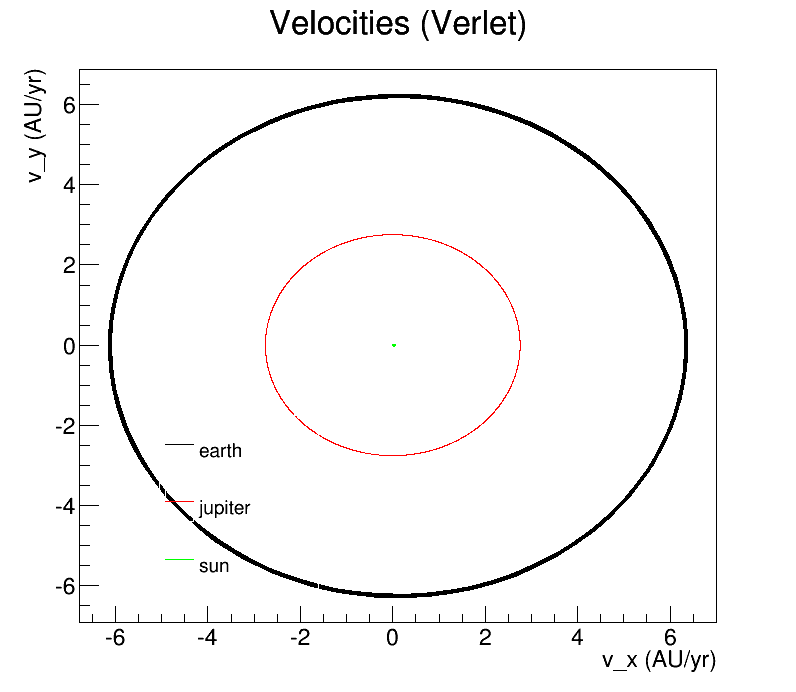 Velocities (Verlet)
v_y (AU/yr)
6
4
2
0
-2
-4
-6
earth
jupiter
sun
-6 -4 -2 0 2 4 6
v_x (AU/yr)